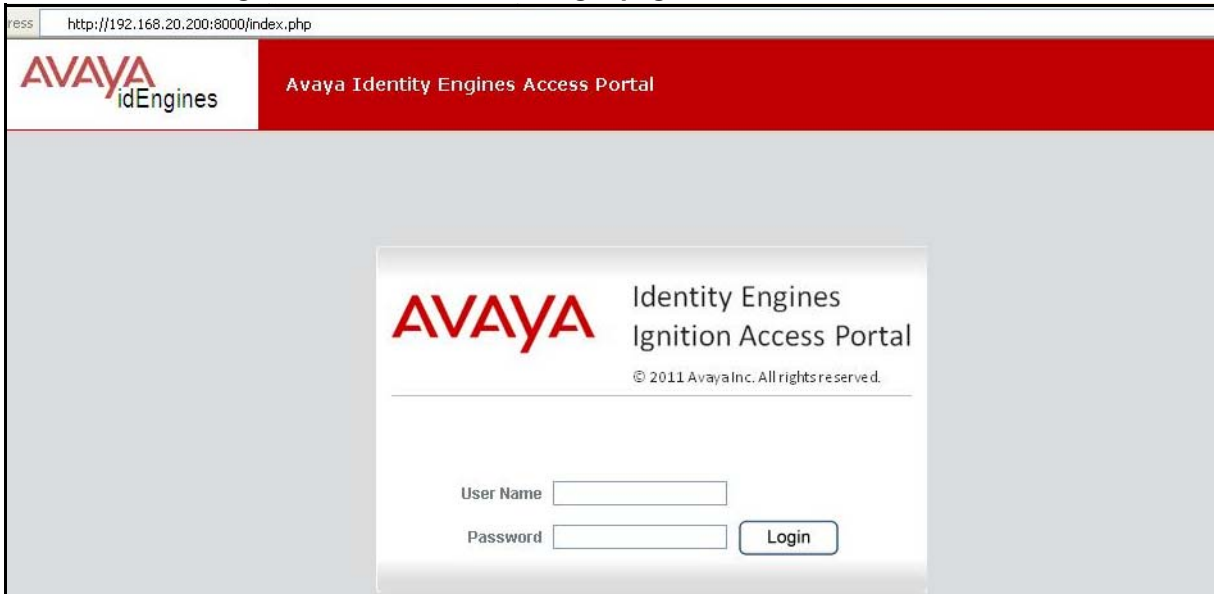 ress http://192.168.20.200:8000/index.php
AVAYA
idEngines
Avaya Identity Engines Access Portal
AVAYA
Identity Engines
Ignition Access Portal
© 2011 Avaya Inc. All rights reserved.
User Name
Password Login